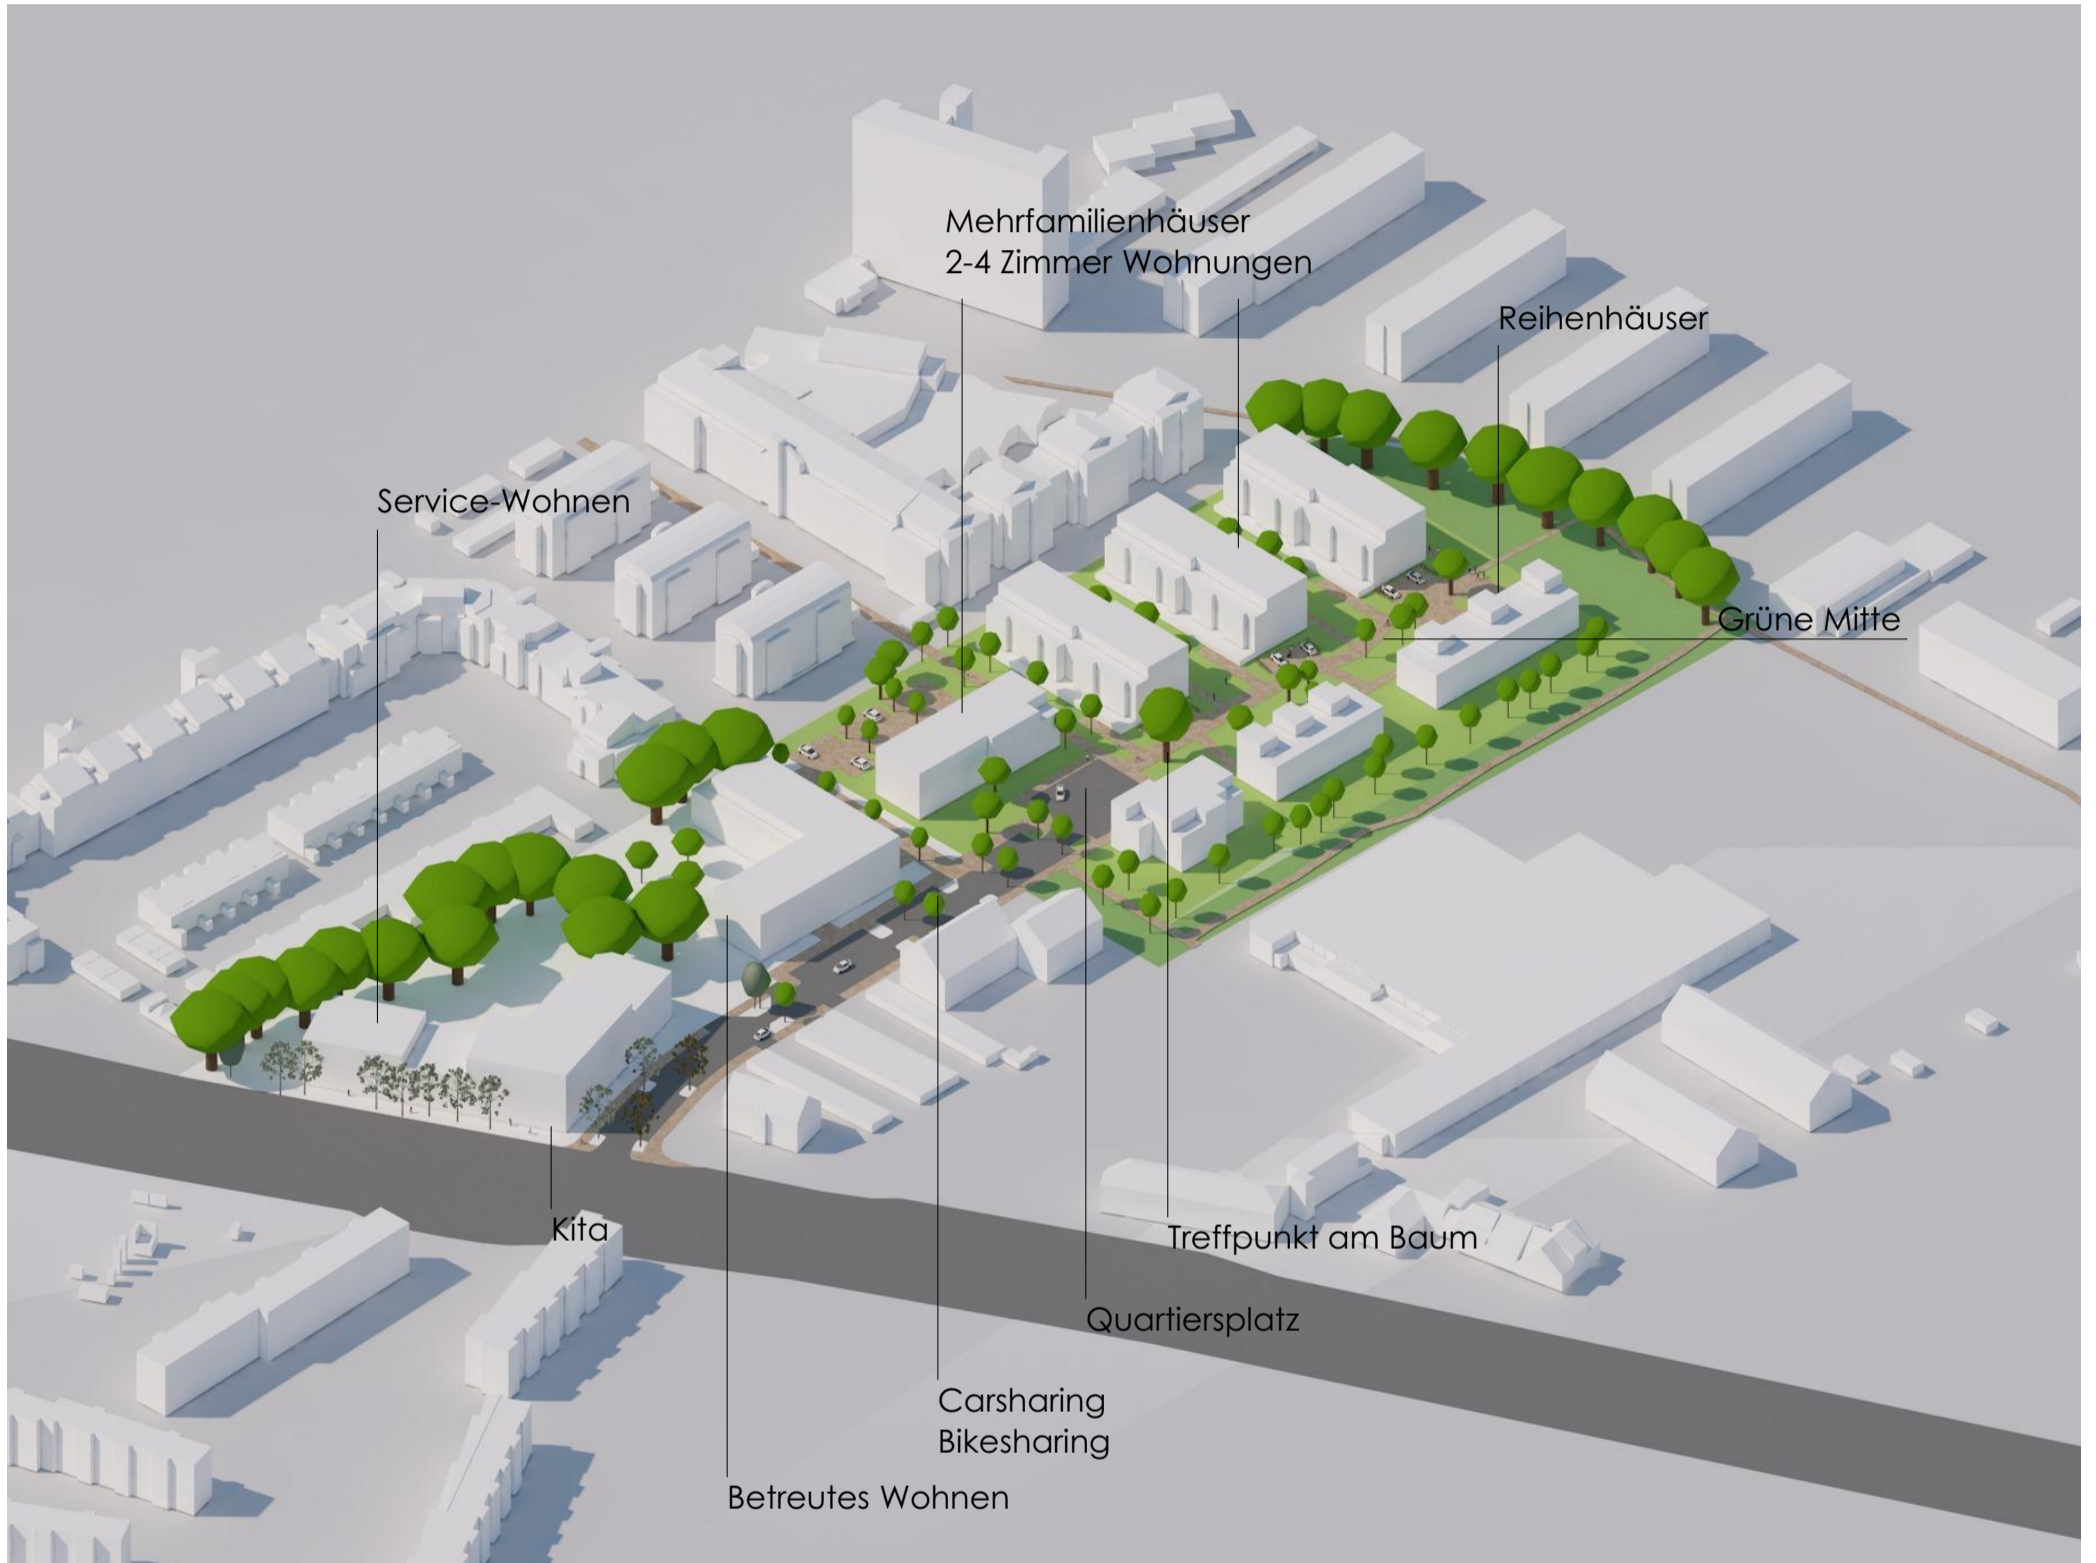 Mehrfamilienhäuser
2-4 Zimmer Wohnungen
Reihenhäuser
Service-Wohnen
Grüne Mitte
Kita
Treffpunkt am Baum
Quartiersplatz
Carsharing
Bikesharing
Betreutes Wohnen